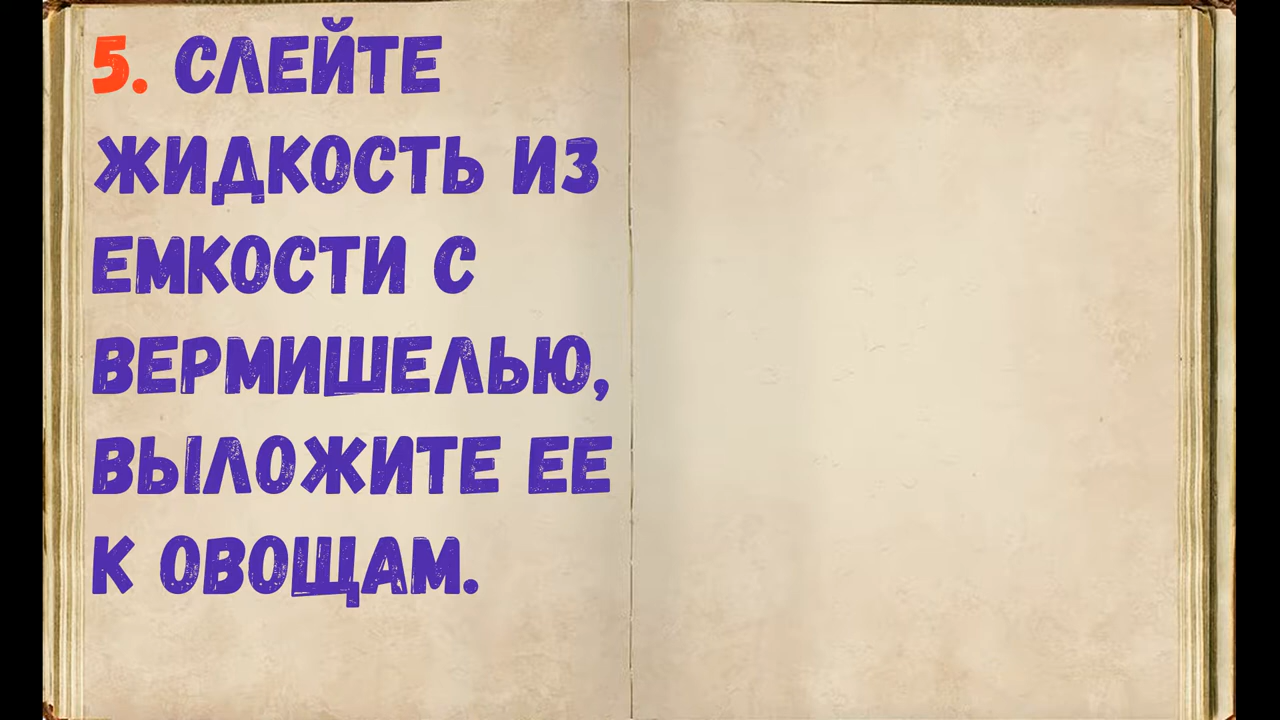 5. СЛЕЙТЕ
ЖИДКОСТЬ ИЗ
ЕМКОСТИ С
ВЕРМИШЕЛЬЮ,
ВЫЛОЖИТЕ ЕЕ
К ОВОЩАМ.